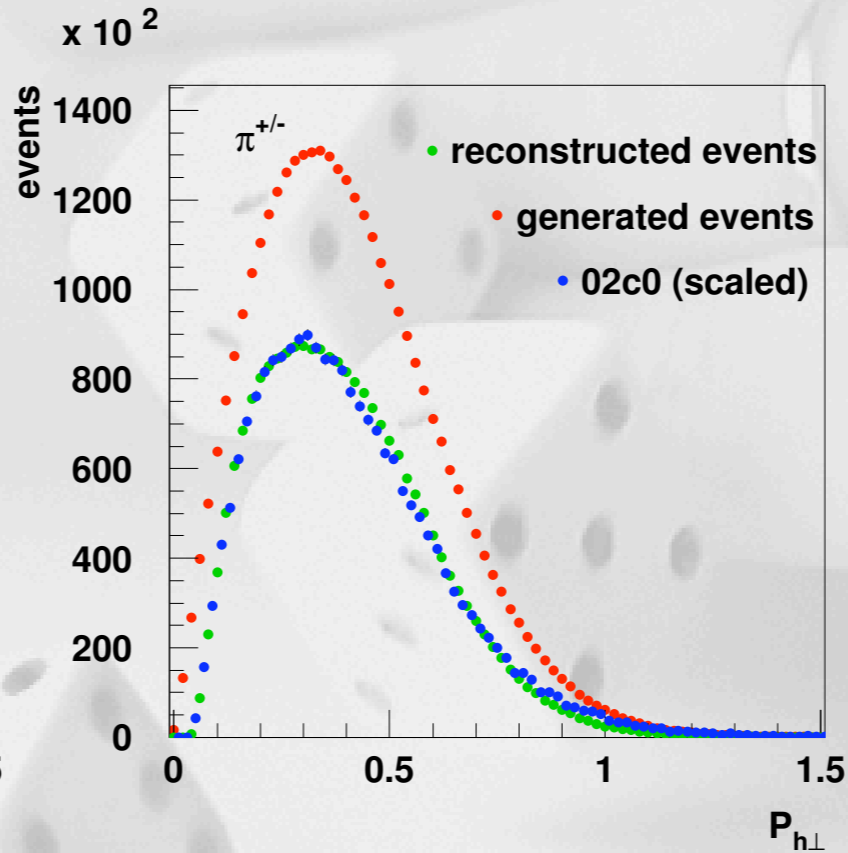 x 10 2
events
π+/-
reconstructed events
generated events
02c0 (scaled)
1400
1200
1000
800
600
400
200
0
0 0.5 1 1.5
Ph⊥